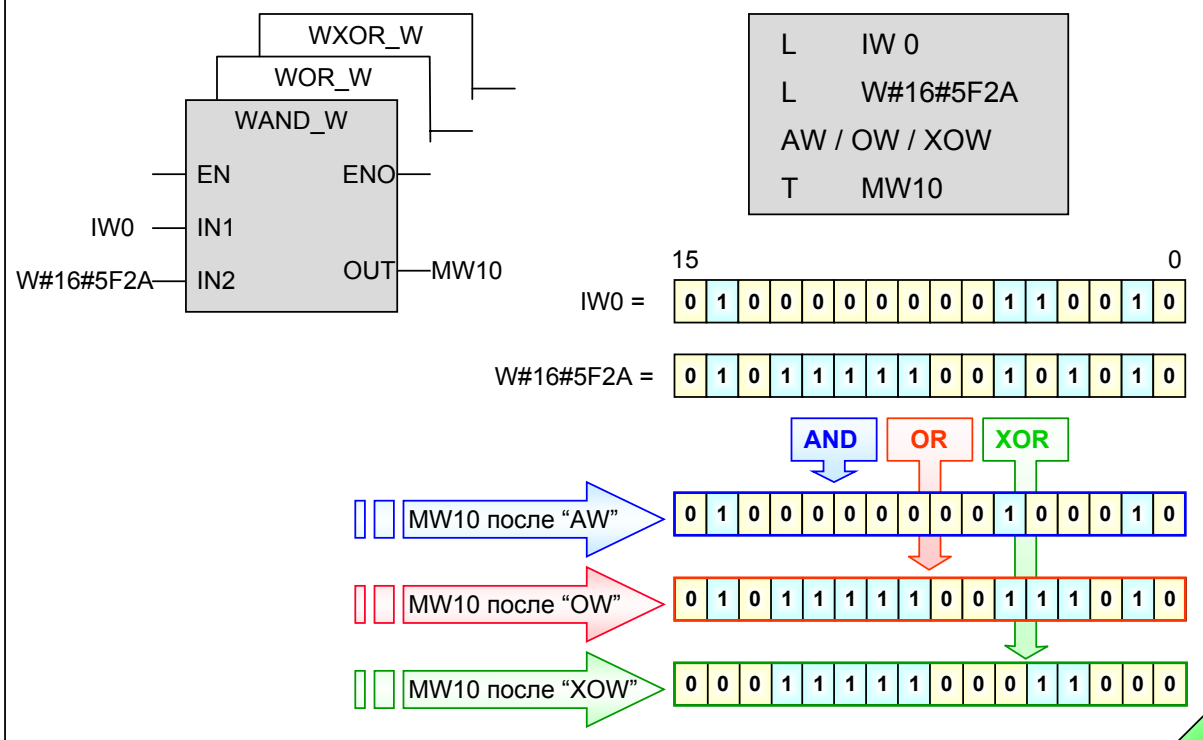 WXOR_W
WOR_W
WAND_W
EN ENO
IW0 IN1
W#16#5F2A IN2 OUT MW10
L IW 0
L W#16#5F2A
AW / OW / XOW
T MW10
15 0
IW0 = 0 1 0 0 0 0 0 0 0 0 1 1 0 0 1 0
W#16#5F2A = 0 1 0 1 1 1 1 1 0 0 1 0 1 0 1 0
AND OR XOR
MW10 после “AW” 0 1 0 0 0 0 0 0 0 0 1 0 0 0 1 0
MW10 после “OW” 0 1 0 1 1 1 1 1 0 0 1 1 1 0 1 0
MW10 после “XOW” 0 0 0 1 1 1 1 1 0 0 0 1 1 0 0 0